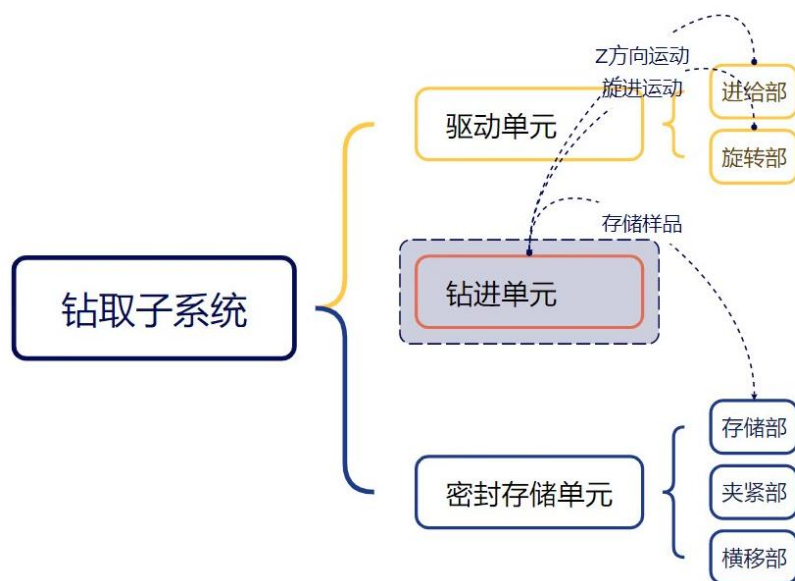 Z方向运动
旋进运动
进给部
驱动单元
旋转部
存储样品
钻取子系统
钻进单元
存储部
密封存储单元
夹紧部
横移部